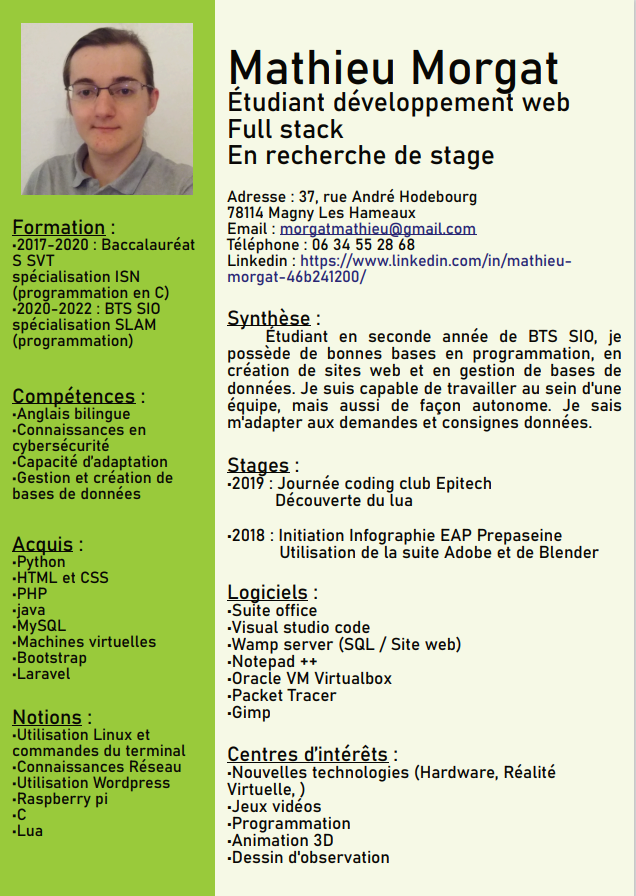 Mathieu Morgat
Étudiant développement web
Full stack
En recherche de stage
Adresse : 37, rue André Hodebourg
78114 Magny Les Hameaux
Email : morgatmathieu@gmail.com
Téléphone : 06 34 55 28 68
Linkedin : https://www.linkedin.com/in/mathieu-
morgat-46b241200/
Formation :
•2017-2020 : Baccalauréat
S SVT
spécialisation ISN
(programmation en C)
•2020-2022 : BTS SIO
spécialisation SLAM
(programmation)
Compétences :
•Anglais bilingue
•Connaissances en
cybersécurité
•Capacité d'adaptation
•Gestion et création de
bases de données
Acquis :
•Python
•HTML et CSS
•PHP
•java
•MySQL
•Machines virtuelles
•Bootstrap
•Laravel
Notions :
•Utilisation Linux et
commandes du terminal
•Connaissances Réseau
•Utilisation Wordpress
•Raspberry pi
•C
•Lua
Synthèse :
Étudiant en seconde année de BTS SIO, je
possède de bonnes bases en programmation, en
création de sites web et en gestion de bases de
données. Je suis capable de travailler au sein d'une
équipe, mais aussi de façon autonome. Je sais
m'adapter aux demandes et consignes données.
Stages :
•2019 : Journée coding club Epitech
Découverte du lua
•2018 : Initiation Infographie EAP Prepaseine
Utilisation de la suite Adobe et de Blender
Logiciels :
•Suite office
•Visual studio code
•Wamp server (SQL / Site web)
•Notepad ++
•Oracle VM Virtualbox
•Packet Tracer
•Gimp
Centres d'intérêts :
•Nouvelles technologies (Hardware, Réalité
Virtuelle, )
•Jeux vidéos
•Programmation
•Animation 3D
•Dessin d'observation